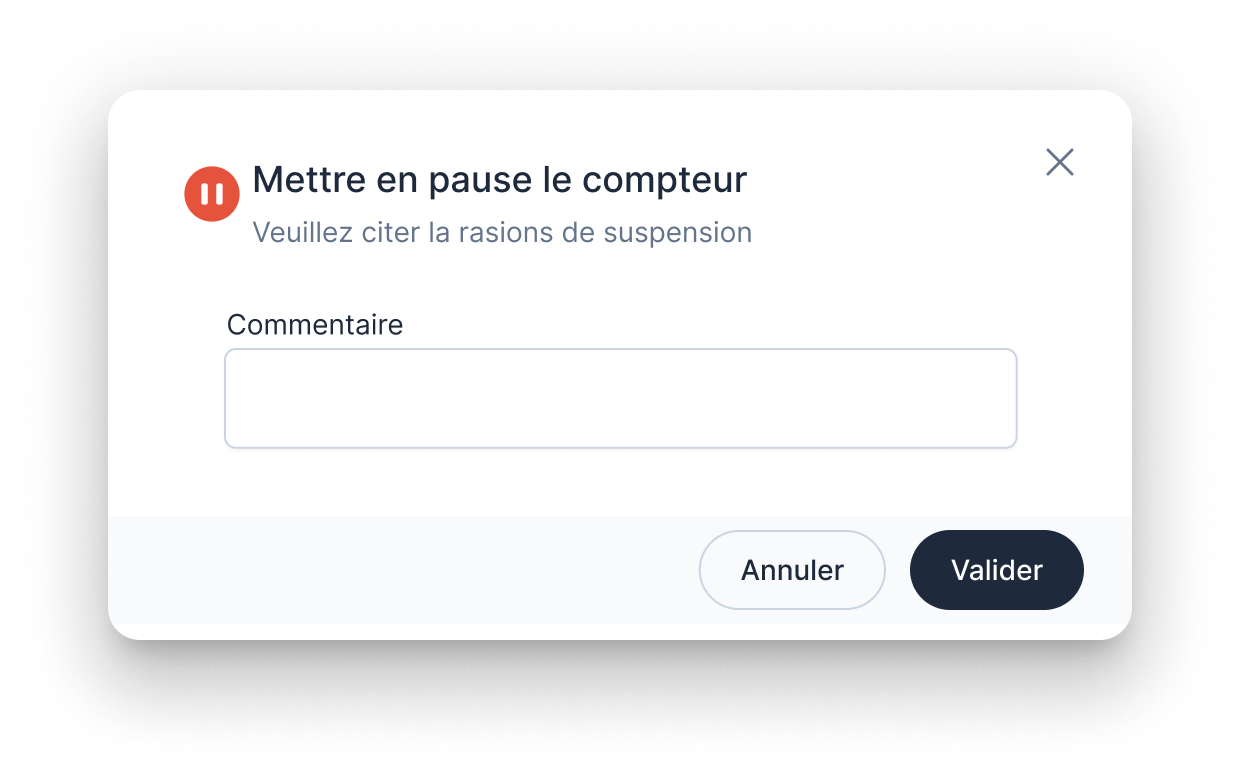 Mettre en pause le compteur
Veuillez citer la rasions de suspension
Commentaire
Annuler
Valider